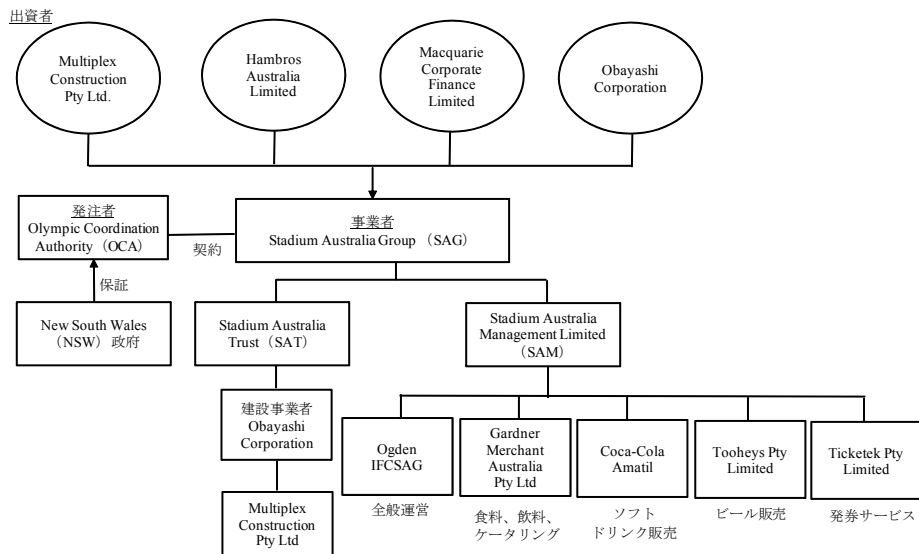 出資者
Multiplex
Construction
Pty Ltd.
Hambros
Australia
Limited
Macquarie
Corporate
Finance
Limited
Obayashi
Corporation
発注者
Olympic Coordination
Authority（OCA）
契約
事業者
Stadium Australia Group（SAG）
保証
New South Wales
（NSW）政府
Stadium Australia
Trust（SAT）
Stadium Australia
Management Limited
(SAM)
建設事業者
Obayashi
Corporation
Multiplex
Construction
Pty Ltd
Ogden
IFCSAG
全般運営
Gardner
Merchant
Australia
Pty Ltd
食料、飲料、
ケータリング
Coca-Cola
Amatil
ソフト
ドリンク販売
Tooheys Pty
Limited
ビール販売
Ticketek Pty
Limited
発券サービス